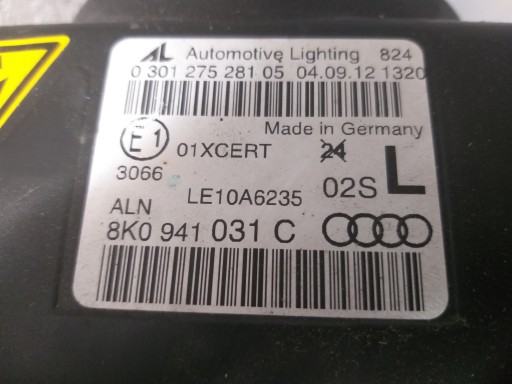 AL Automotive Lighting 824
0 301 275 281 05 04.09.12 1320
Made in Germany
E1 01XCERT 24
3066
02S L
LE10A6235
ALN
8K0 941 031 C